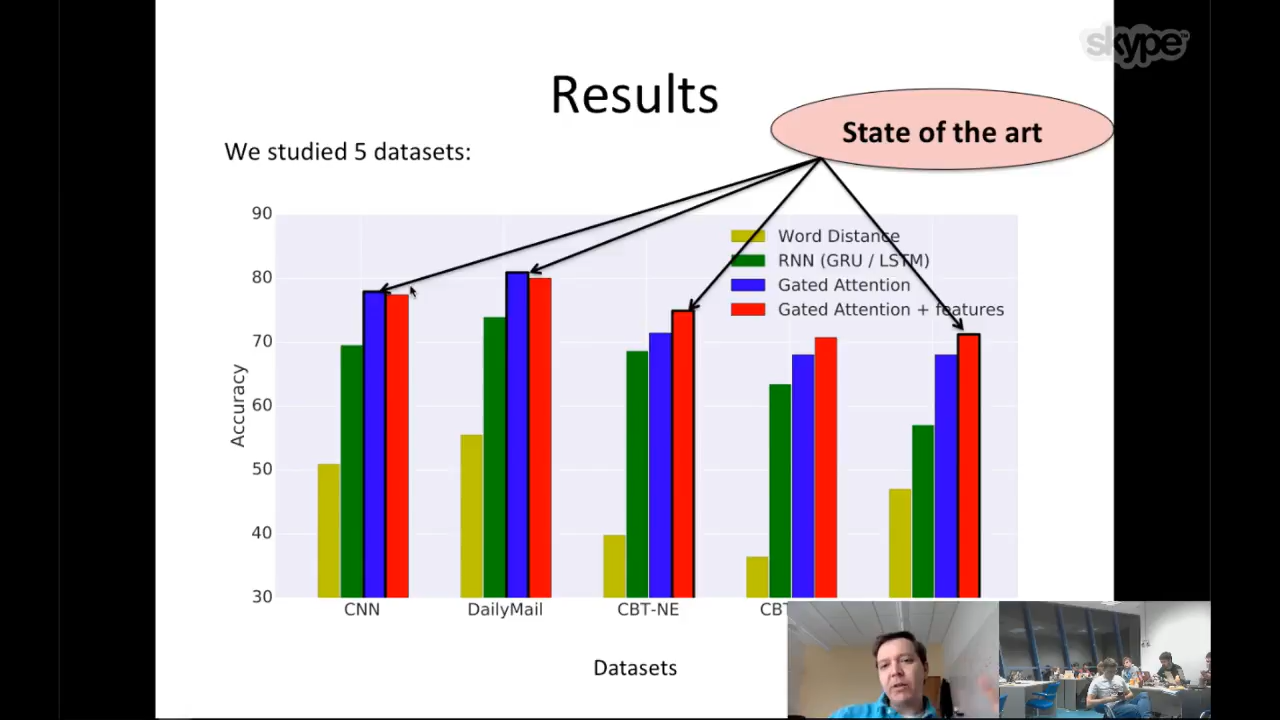 skype
Results
State of the art
We studied 5 datasets:
90
80
70
60
50
40
30
Accuracy
Word Distance
RNN (GRU / LSTM)
Gated Attention
Gated Attention + features
CNN DailyMail CBT-NE
Datasets